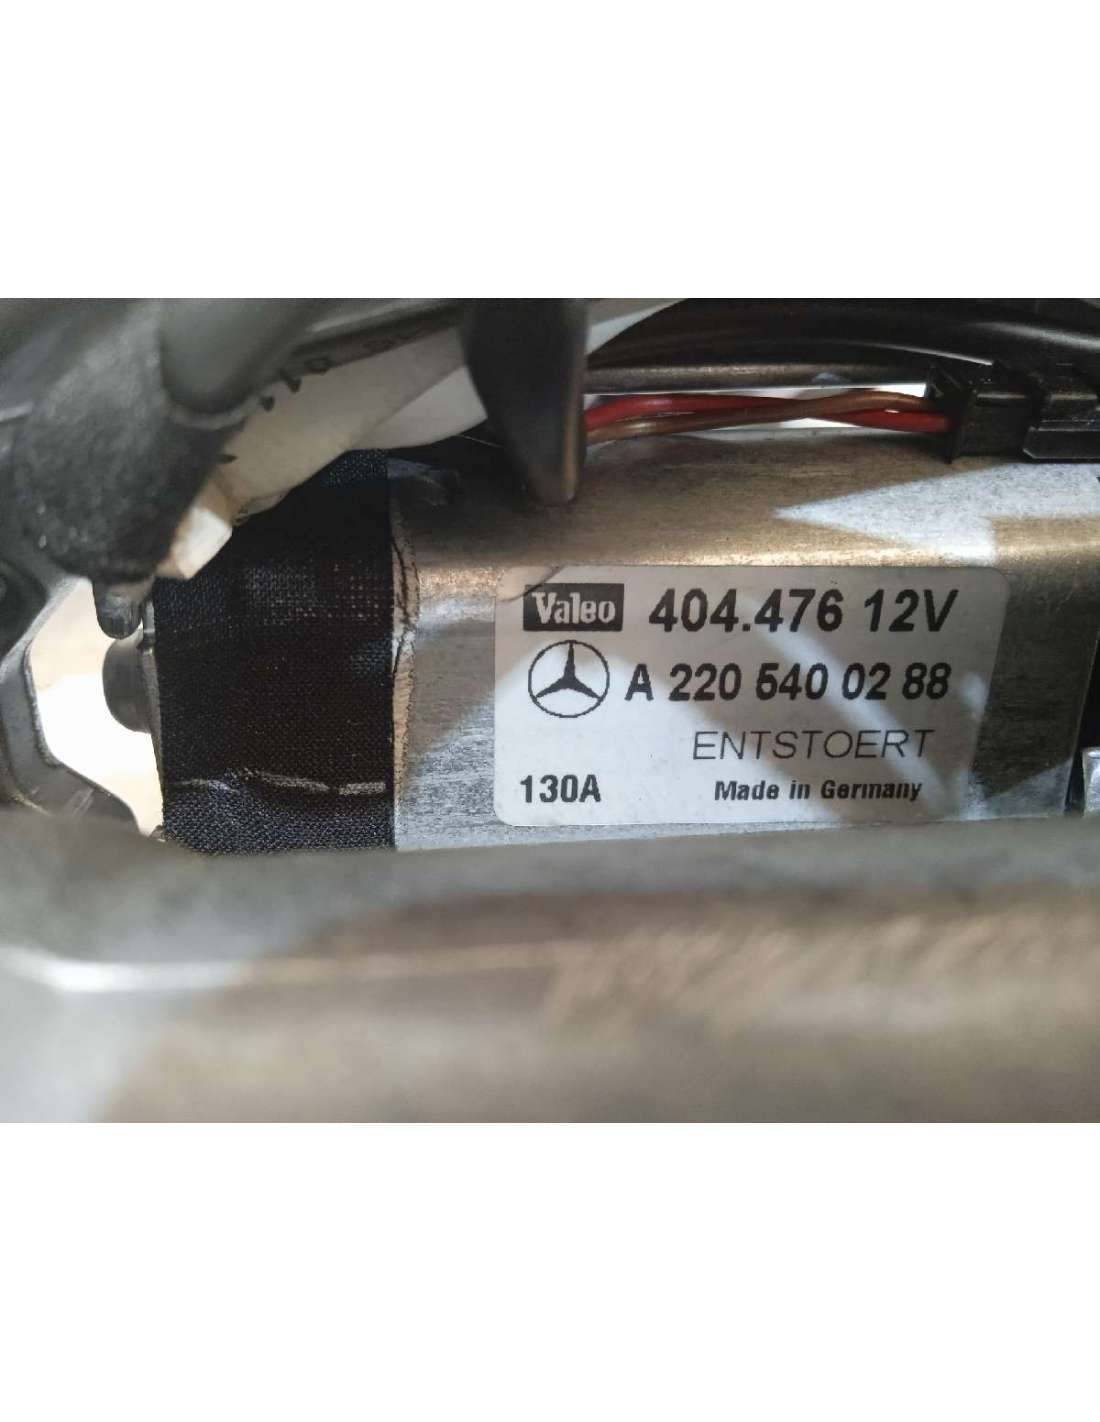 Valeo 404.476 12V
A 220 540 02 88
ENTSTOERT
130A Made in Germany